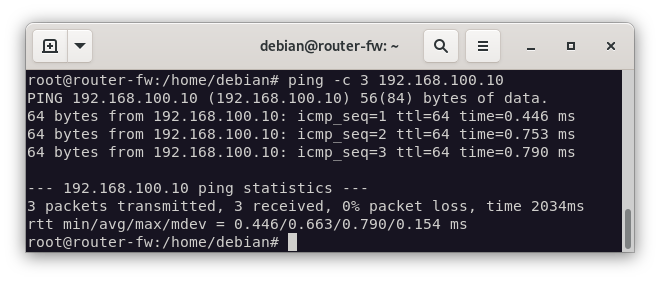 debian@router-fw: ~
root@router-fw:/home/debian# ping -c 3 192.168.100.10
PING 192.168.100.10 (192.168.100.10) 56(84) bytes of data.
64 bytes from 192.168.100.10: icmp_seq=1 ttl=64 time=0.446 ms
64 bytes from 192.168.100.10: icmp_seq=2 ttl=64 time=0.753 ms
64 bytes from 192.168.100.10: icmp_seq=3 ttl=64 time=0.790 ms
--- 192.168.100.10 ping statistics ---
3 packets transmitted, 3 received, 0% packet loss, time 2034ms
rtt min/avg/max/mdev = 0.446/0.663/0.790/0.154 ms
root@router-fw:/home/debian#